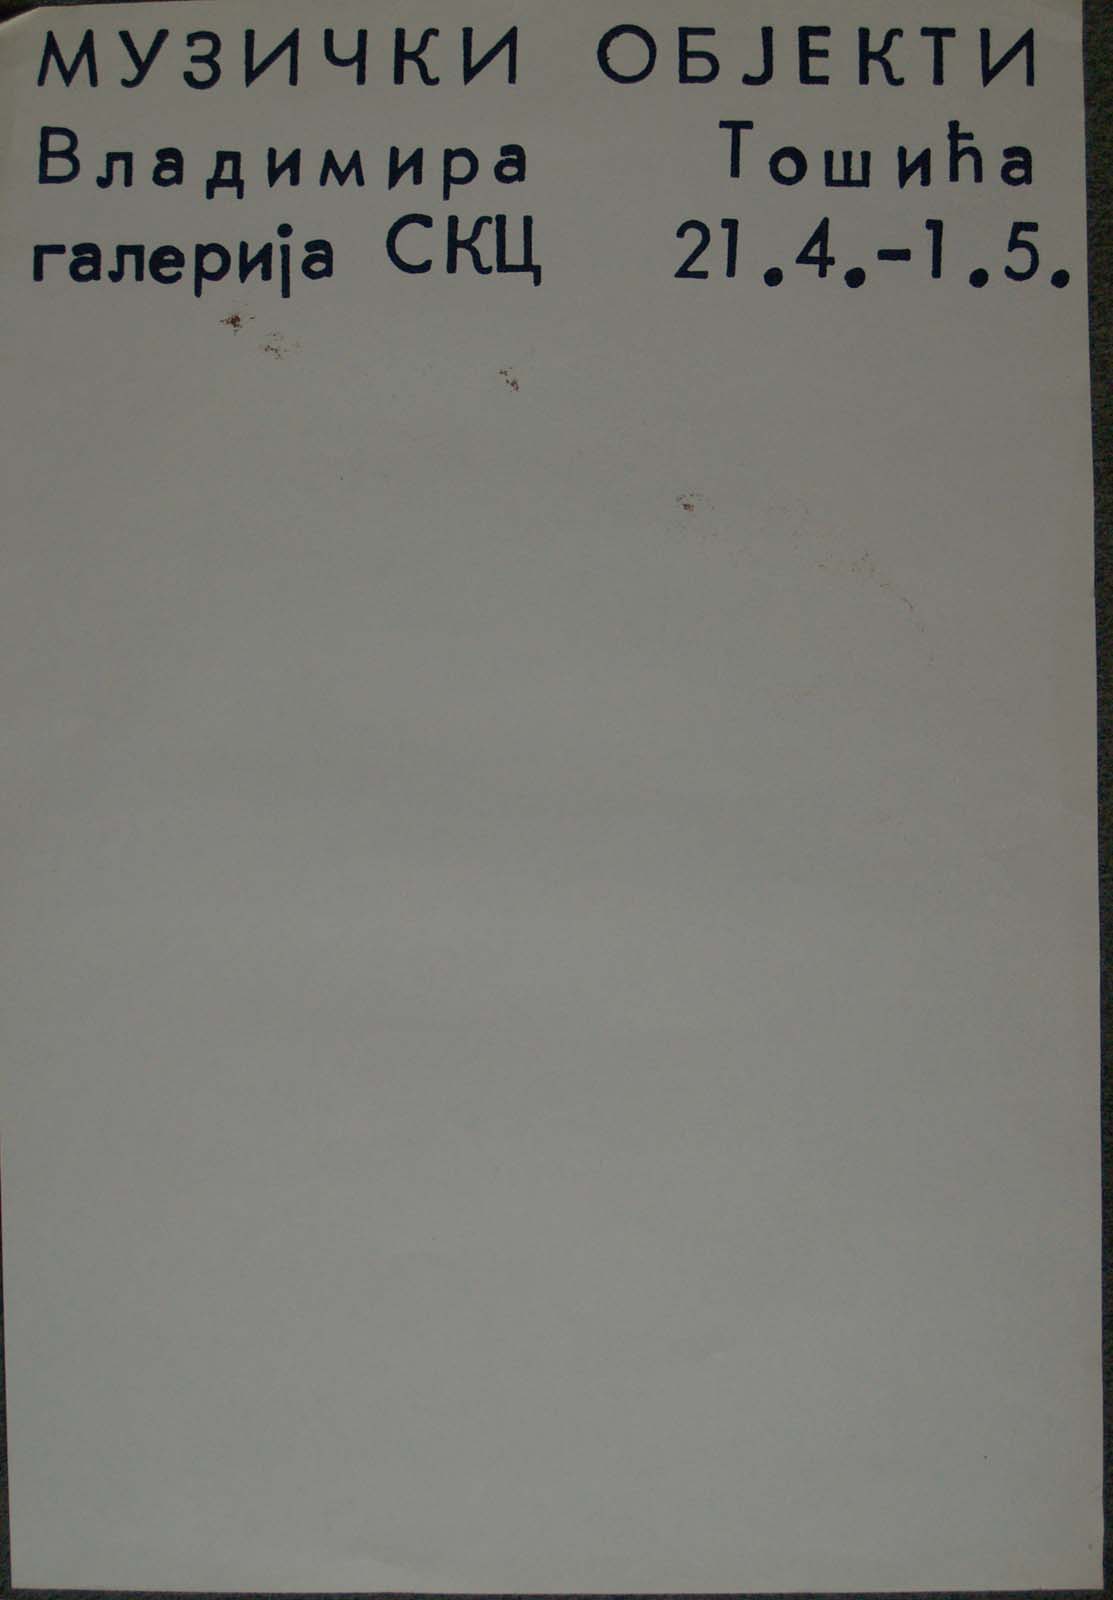 МУЗИЧКИ ОБЈЕКТИ
Владимира Тошића
галерија СКЦ 21.4.-1.5.